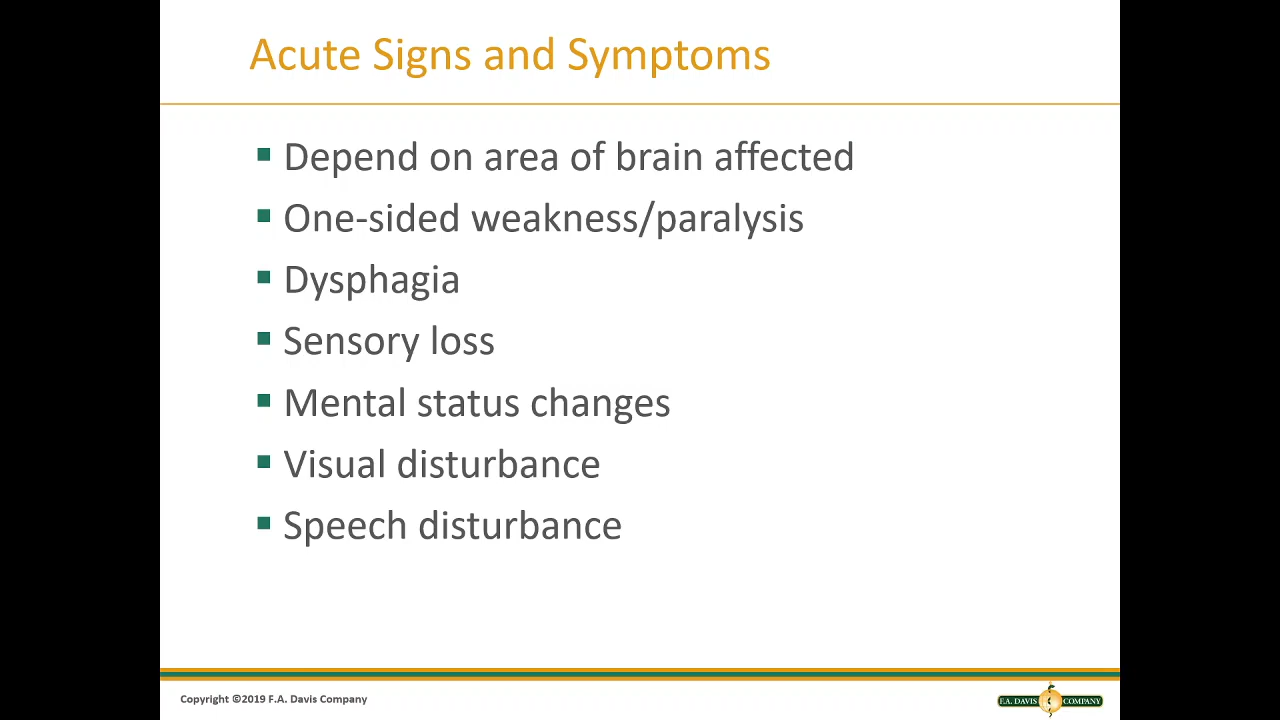 Acute Signs and Symptoms
Depend on area of brain affected
One-sided weakness/paralysis
Dysphagia
Sensory loss
Mental status changes
Visual disturbance
Speech disturbance
Copyright ©2019 F.A. Davis Company
F.A. DAVIS COMPANY